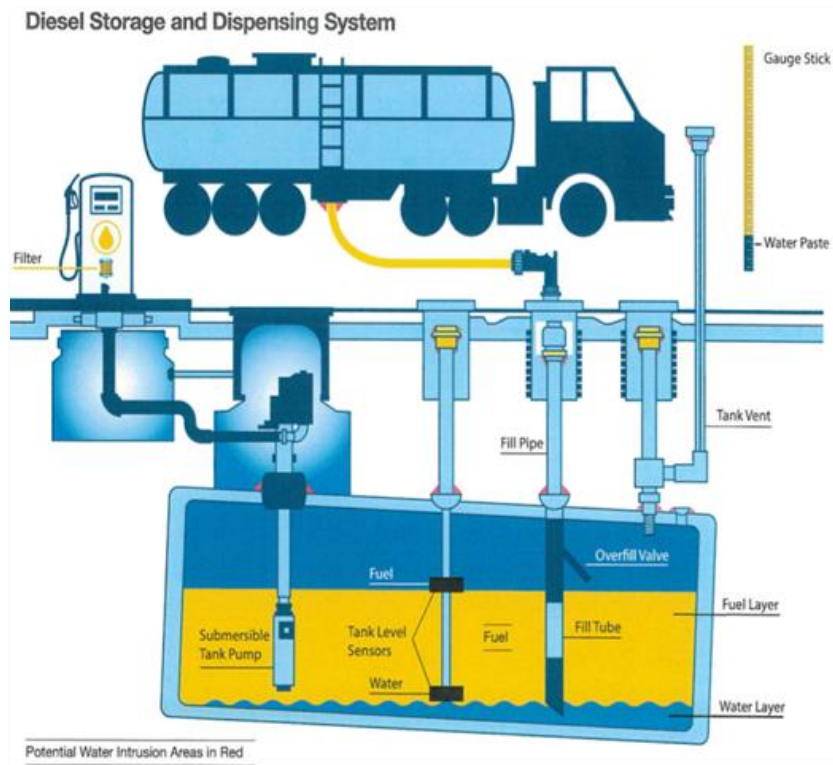 Diesel Storage and Dispensing System
Gauge Stick
Water Paste
Filter
Tank Vent
Fill Pipe
Overfill Valve
Fuel
Fuel Layer
Submersible
Tank Pump
Tank Level
Sensors
Fuel
Fill Tube
Water
Water Layer
Potential Water Intrusion Areas in Red